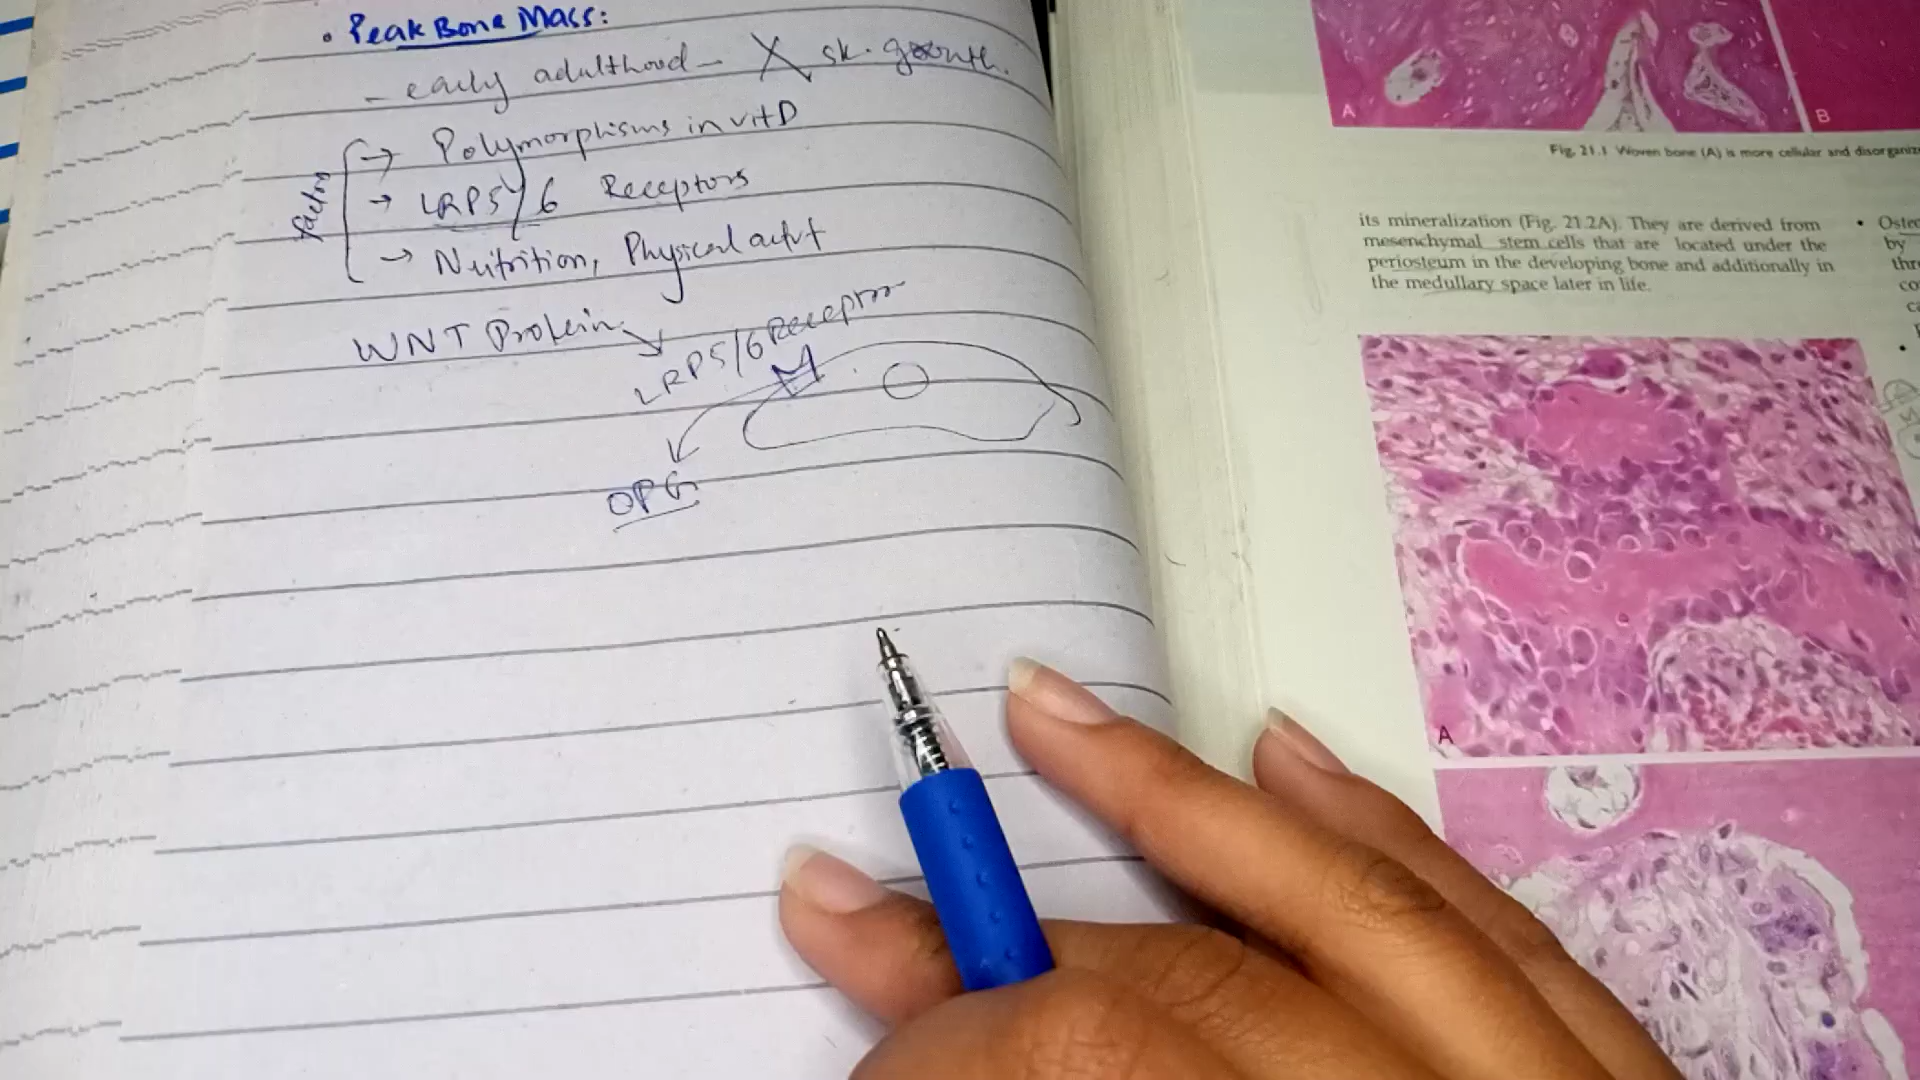 • Peak Bone Mass:
- early adulthood - X sk. growth.
Factors
→ Polymorphisms in vit D
→ LRP5/6 Receptors
→ Nutrition, Physical activt
WNT Protein
LRP5/6 Receptor
OPG
A
B
Fig. 21.1 Woven bone (A) is more cellular and
its mineralization (Fig. 21.2A). They are derived from
mesenchymal stem cells that are located under the
periosteum in the developing bone and additionally in
the medullary space later in life.
•
by
A